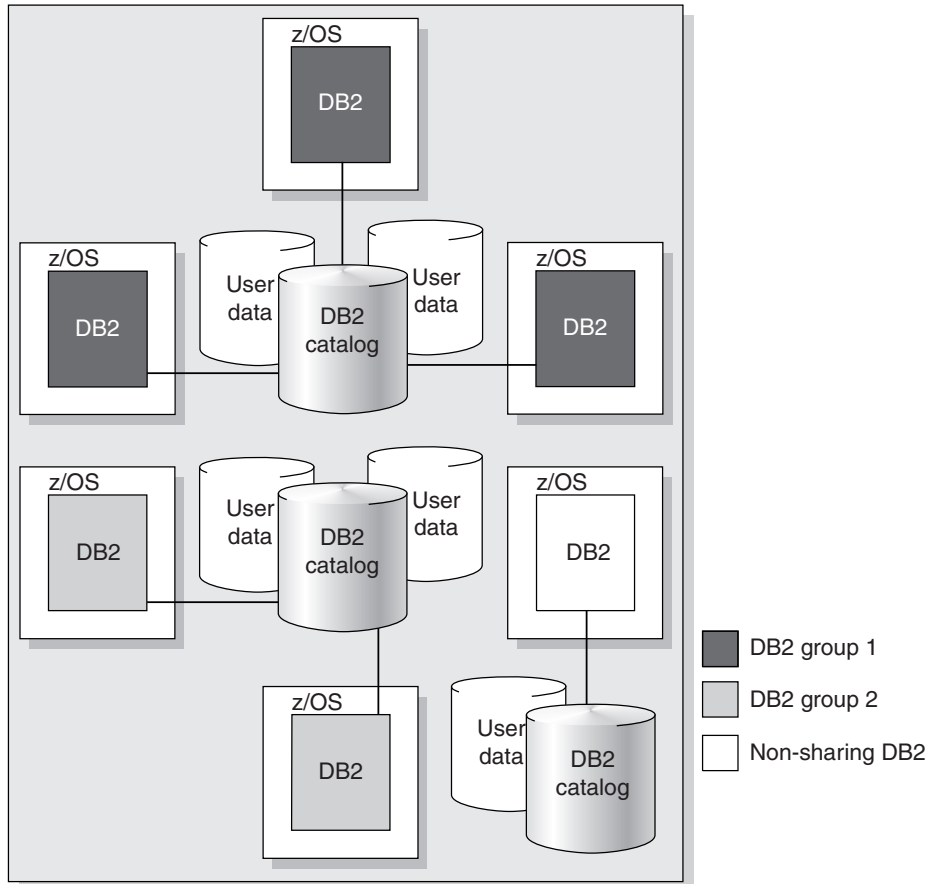 z/OS
DB2
z/OS
DB2
User
data
DB2
catalog
User
data
z/OS
DB2
z/OS
DB2
User
data
DB2
catalog
User
data
z/OS
DB2
z/OS
DB2
User
data
DB2
catalog
DB2 group 1
DB2 group 2
Non-sharing DB2